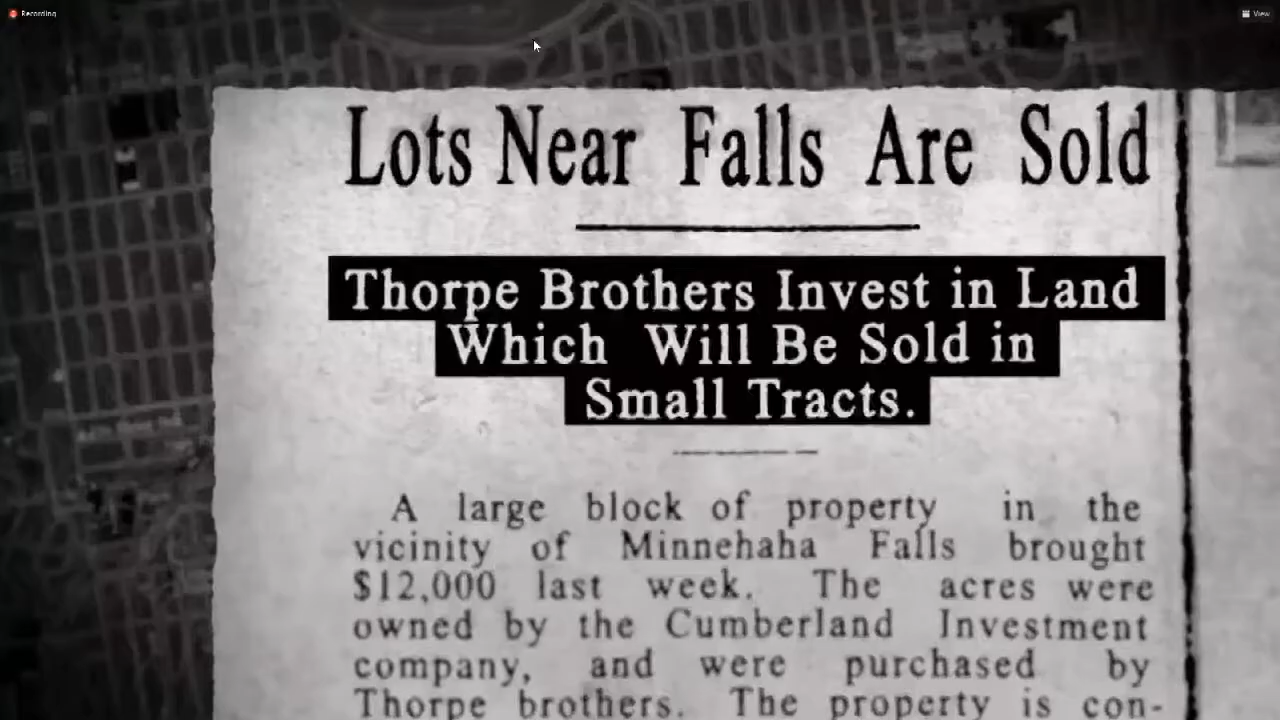 Recording
View
Lots Near Falls Are Sold
Thorpe Brothers Invest in Land
Which Will Be Sold in
Small Tracts.
A large block of property in the
vicinity of Minnehaha Falls brought
$12,000 last week. The acres were
owned by the Cumberland Investment
company, and were purchased by
Thorpe brothers. The property is con-